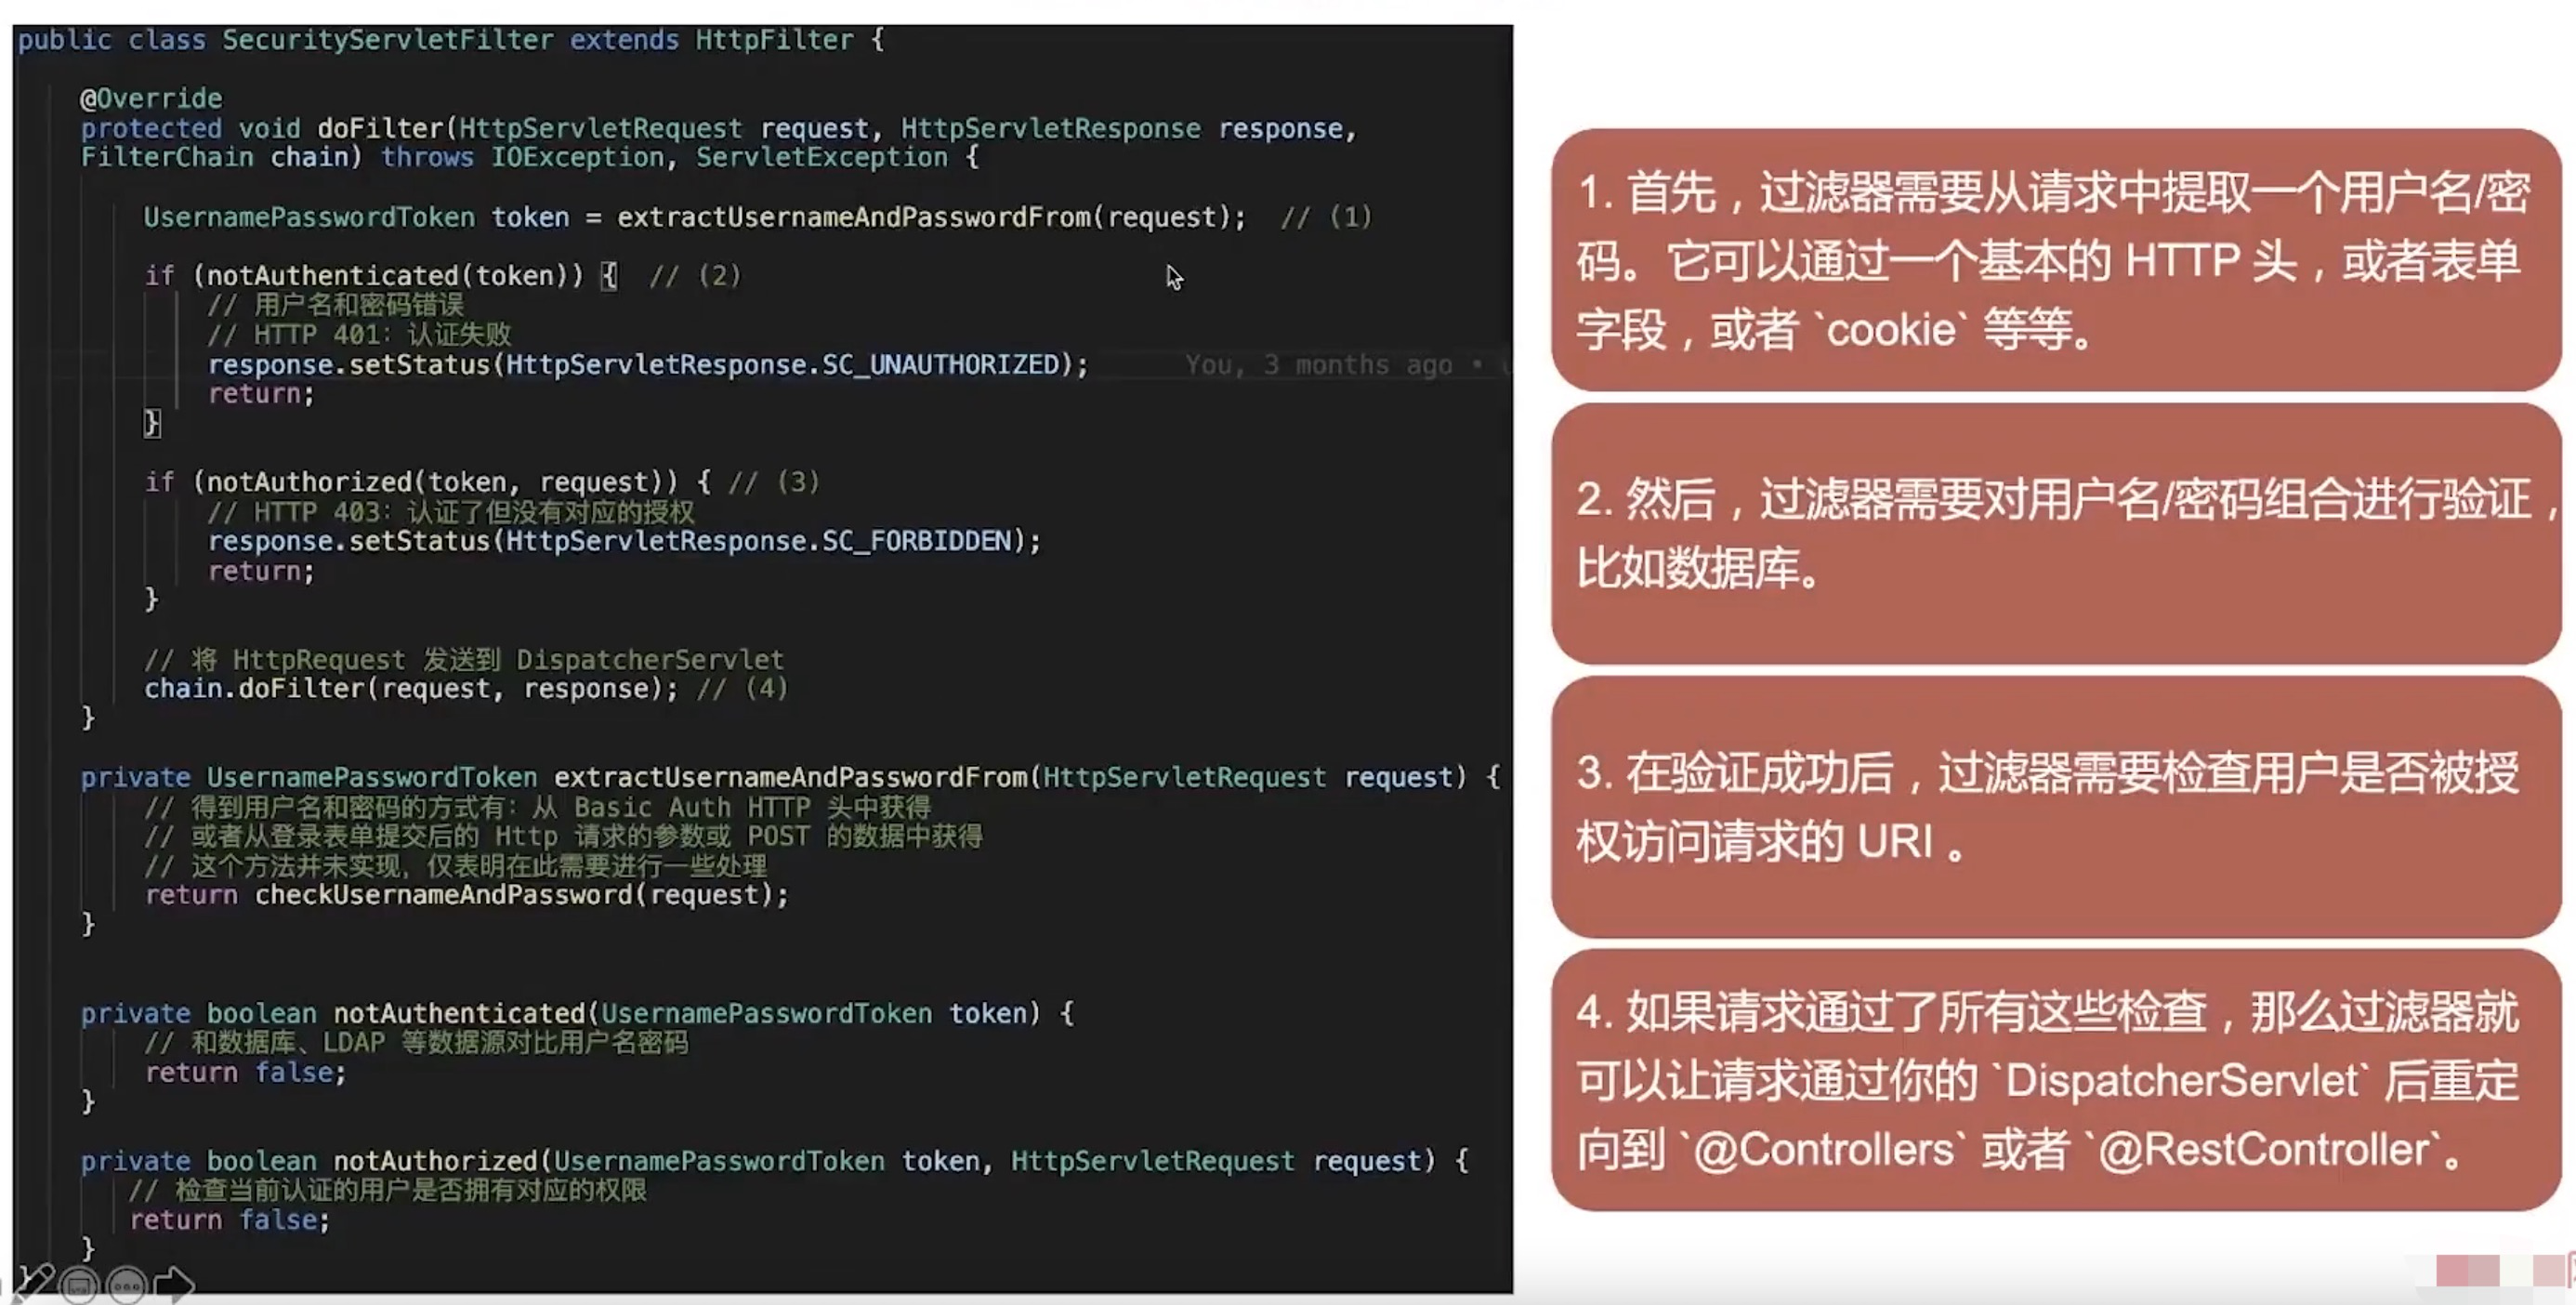 public class SecurityServletFilter extends HttpFilter {
@Override
protected void doFilter(HttpServletRequest request, HttpServletResponse response,
FilterChain chain) throws IOException, ServletException {
UsernamePasswordToken token = extractUsernameAndPasswordFrom(request); // (1)
if (notAuthenticated(token)) { // (2)
// 用户名和密码错误
// HTTP 401：认证失败
response.setStatus(HttpServletResponse.SC_UNAUTHORIZED); You, 3 months ago •
return;
}
if (notAuthorized(token, request)) { // (3)
// HTTP 403：认证了但没有对应的授权
response.setStatus(HttpServletResponse.SC_FORBIDDEN);
return;
}
// 将 HttpRequest 发送到 DispatcherServlet
chain.doFilter(request, response); // (4)
}
private UsernamePasswordToken extractUsernameAndPasswordFrom(HttpServletRequest request) {
// 得到用户名和密码的方式有：从 Basic Auth HTTP 头中获得
// 或者从登录表单提交后的 Http 请求的参数或 POST 的数据中获得
// 这个方法并未实现，仅表明在此需要进行一些处理
return checkUsernameAndPassword(request);
}
private boolean notAuthenticated(UsernamePasswordToken token) {
// 和数据库、LDAP 等数据源对比用户名密码
return false;
}
private boolean notAuthorized(UsernamePasswordToken token, HttpServletRequest request) {
// 检查当前认证的用户是否拥有对应的权限
return false;
}
}
1. 首先，过滤器需要从请求中提取一个用户名/密
码。它可以通过一个基本的 HTTP 头，或者表单
字段，或者 `cookie` 等等。
2. 然后，过滤器需要对用户名/密码组合进行验证，
比如数据库。
3. 在验证成功后，过滤器需要检查用户是否被授
权访问请求的 URI 。
4. 如果请求通过了所有这些检查，那么过滤器就
可以让请求通过你的 `DispatcherServlet` 后重定
向到 `@Controllers` 或者 `@RestController`。